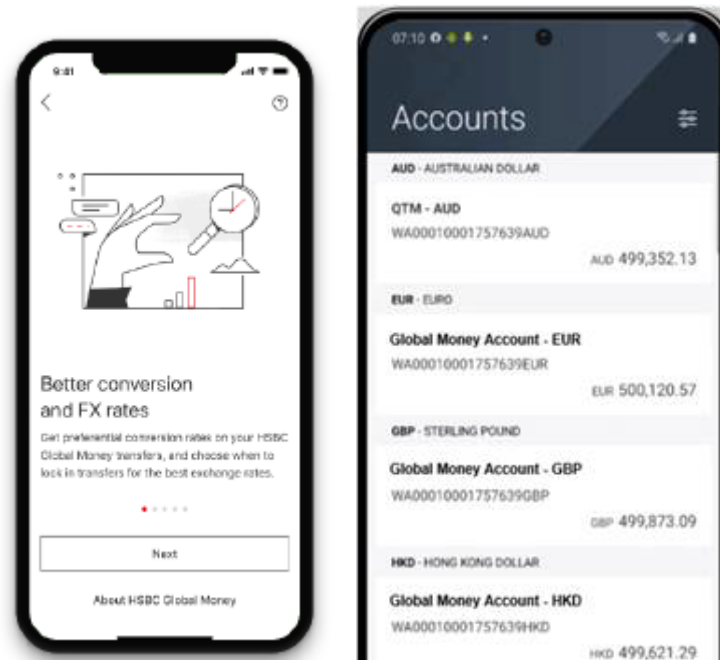 9:41
Better conversion
and FX rates
Get preferential conversion rates on your HSBC
Global Money transfers, and choose when to
lock in transfers for the best exchange rates.
Next
About HSBC Global Money
07:10
Accounts
AUD - AUSTRALIAN DOLLAR
QTM - AUD
WA00010001757639AUD
AUD 499,352.13
EUR - EURO
Global Money Account - EUR
WA00010001757639EUR
EUR 500,120.57
GBP - STERLING POUND
Global Money Account - GBP
WA00010001757639GBP
GBP 499,873.09
HKD - HONG KONG DOLLAR
Global Money Account - HKD
WA00010001757639HKD
HKD 499,621.29